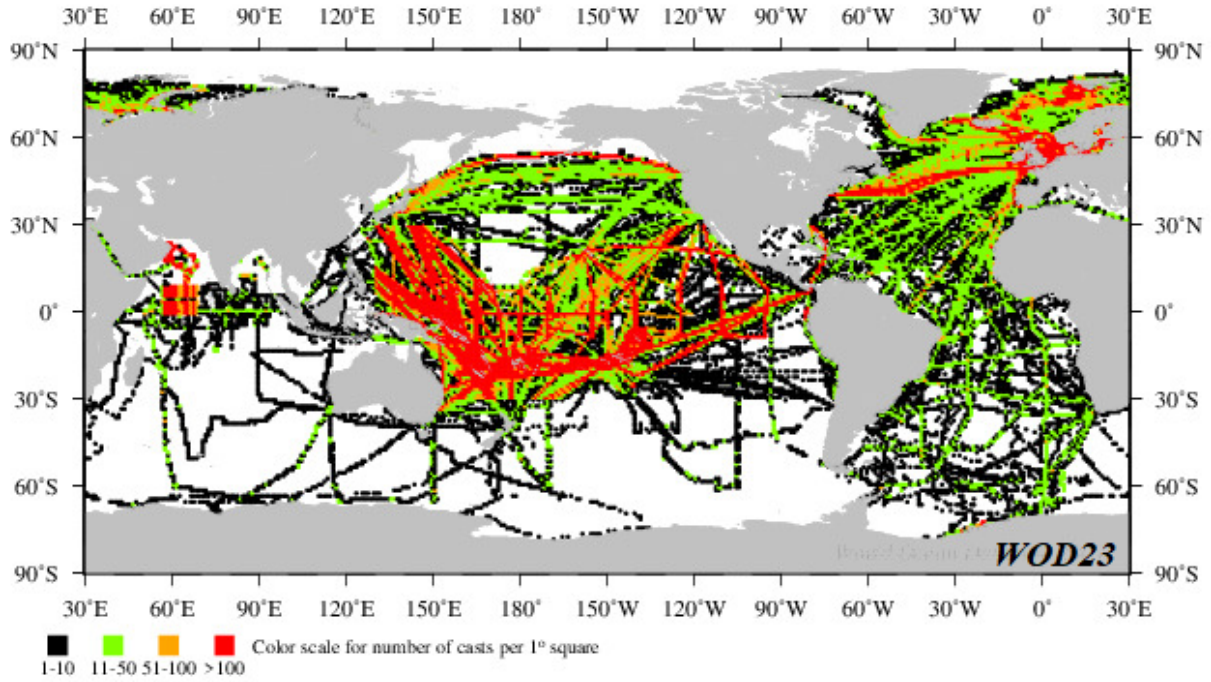 30˚E 60˚E 90˚E 120˚E 150˚E 180˚ 150˚W 120˚W 90˚W 60˚W 30˚W 0˚ 30˚E
90˚N 90˚N
60˚N 60˚N
30˚N 30˚N
0˚ 0˚
30˚S 30˚S
60˚S 60˚S
WOD23
90˚S 90˚S
30˚E 60˚E 90˚E 120˚E 150˚E 180˚ 150˚W 120˚W 90˚W 60˚W 30˚W 0˚ 30˚E
Color scale for number of casts per 1º square
1-10 11-50 51-100 >100